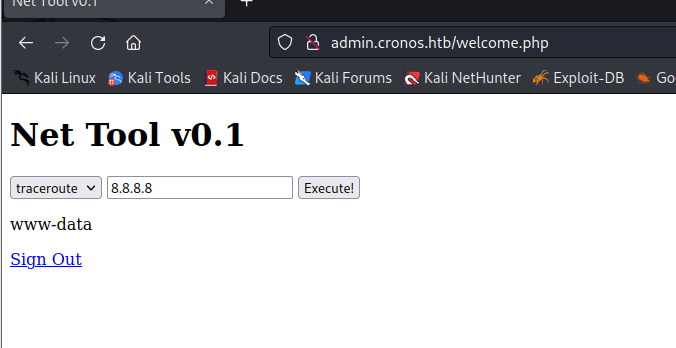 Net Tool v0.1
admin.cronos.htb/welcome.php
Kali Linux Kali Tools Kali Docs Kali Forums Kali NetHunter Exploit-DB
Net Tool v0.1
traceroute 8.8.8.8 Execute!
www-data
Sign Out